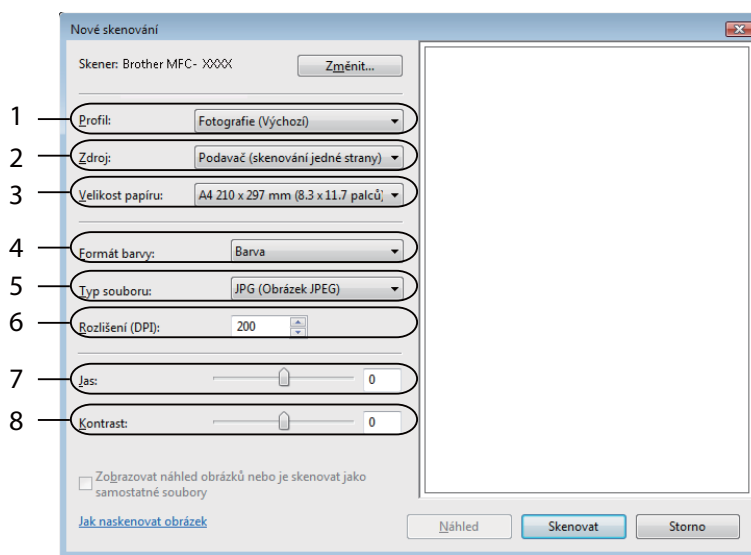 Nové skenování
Skener: Brother MFC- XXXX
Změnit...
1 Profil: Fotografie (Výchozí)
2 Zdroj: Podavač (skenování jedné strany)
3 Velikost papíru: A4 210 x 297 mm (8.3 x 11.7 palců)
4 Formát barvy: Barva
5 Typ souboru: JPG (Obrázek JPEG)
6 Rozlišení (DPI): 200
7 Jas: 0
8 Kontrast: 0
Zobrazovat náhled obrázků nebo je skenovat jako
samostatné soubory
Jak naskenovat obrázek
Náhled Skenovat Storno